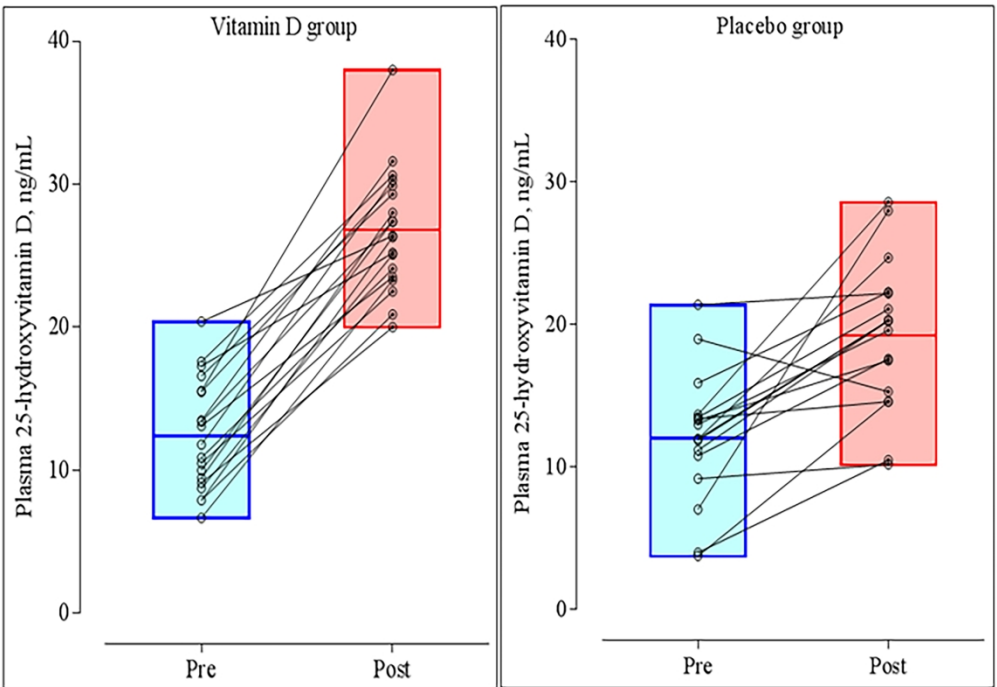 Vitamin D group
Plasma 25-hydroxyvitamin D, ng/mL
40
30
20
10
0
Pre Post
Placebo group
Plasma 25-hydroxyvitamin D, ng/mL
40
30
20
10
0
Pre Post